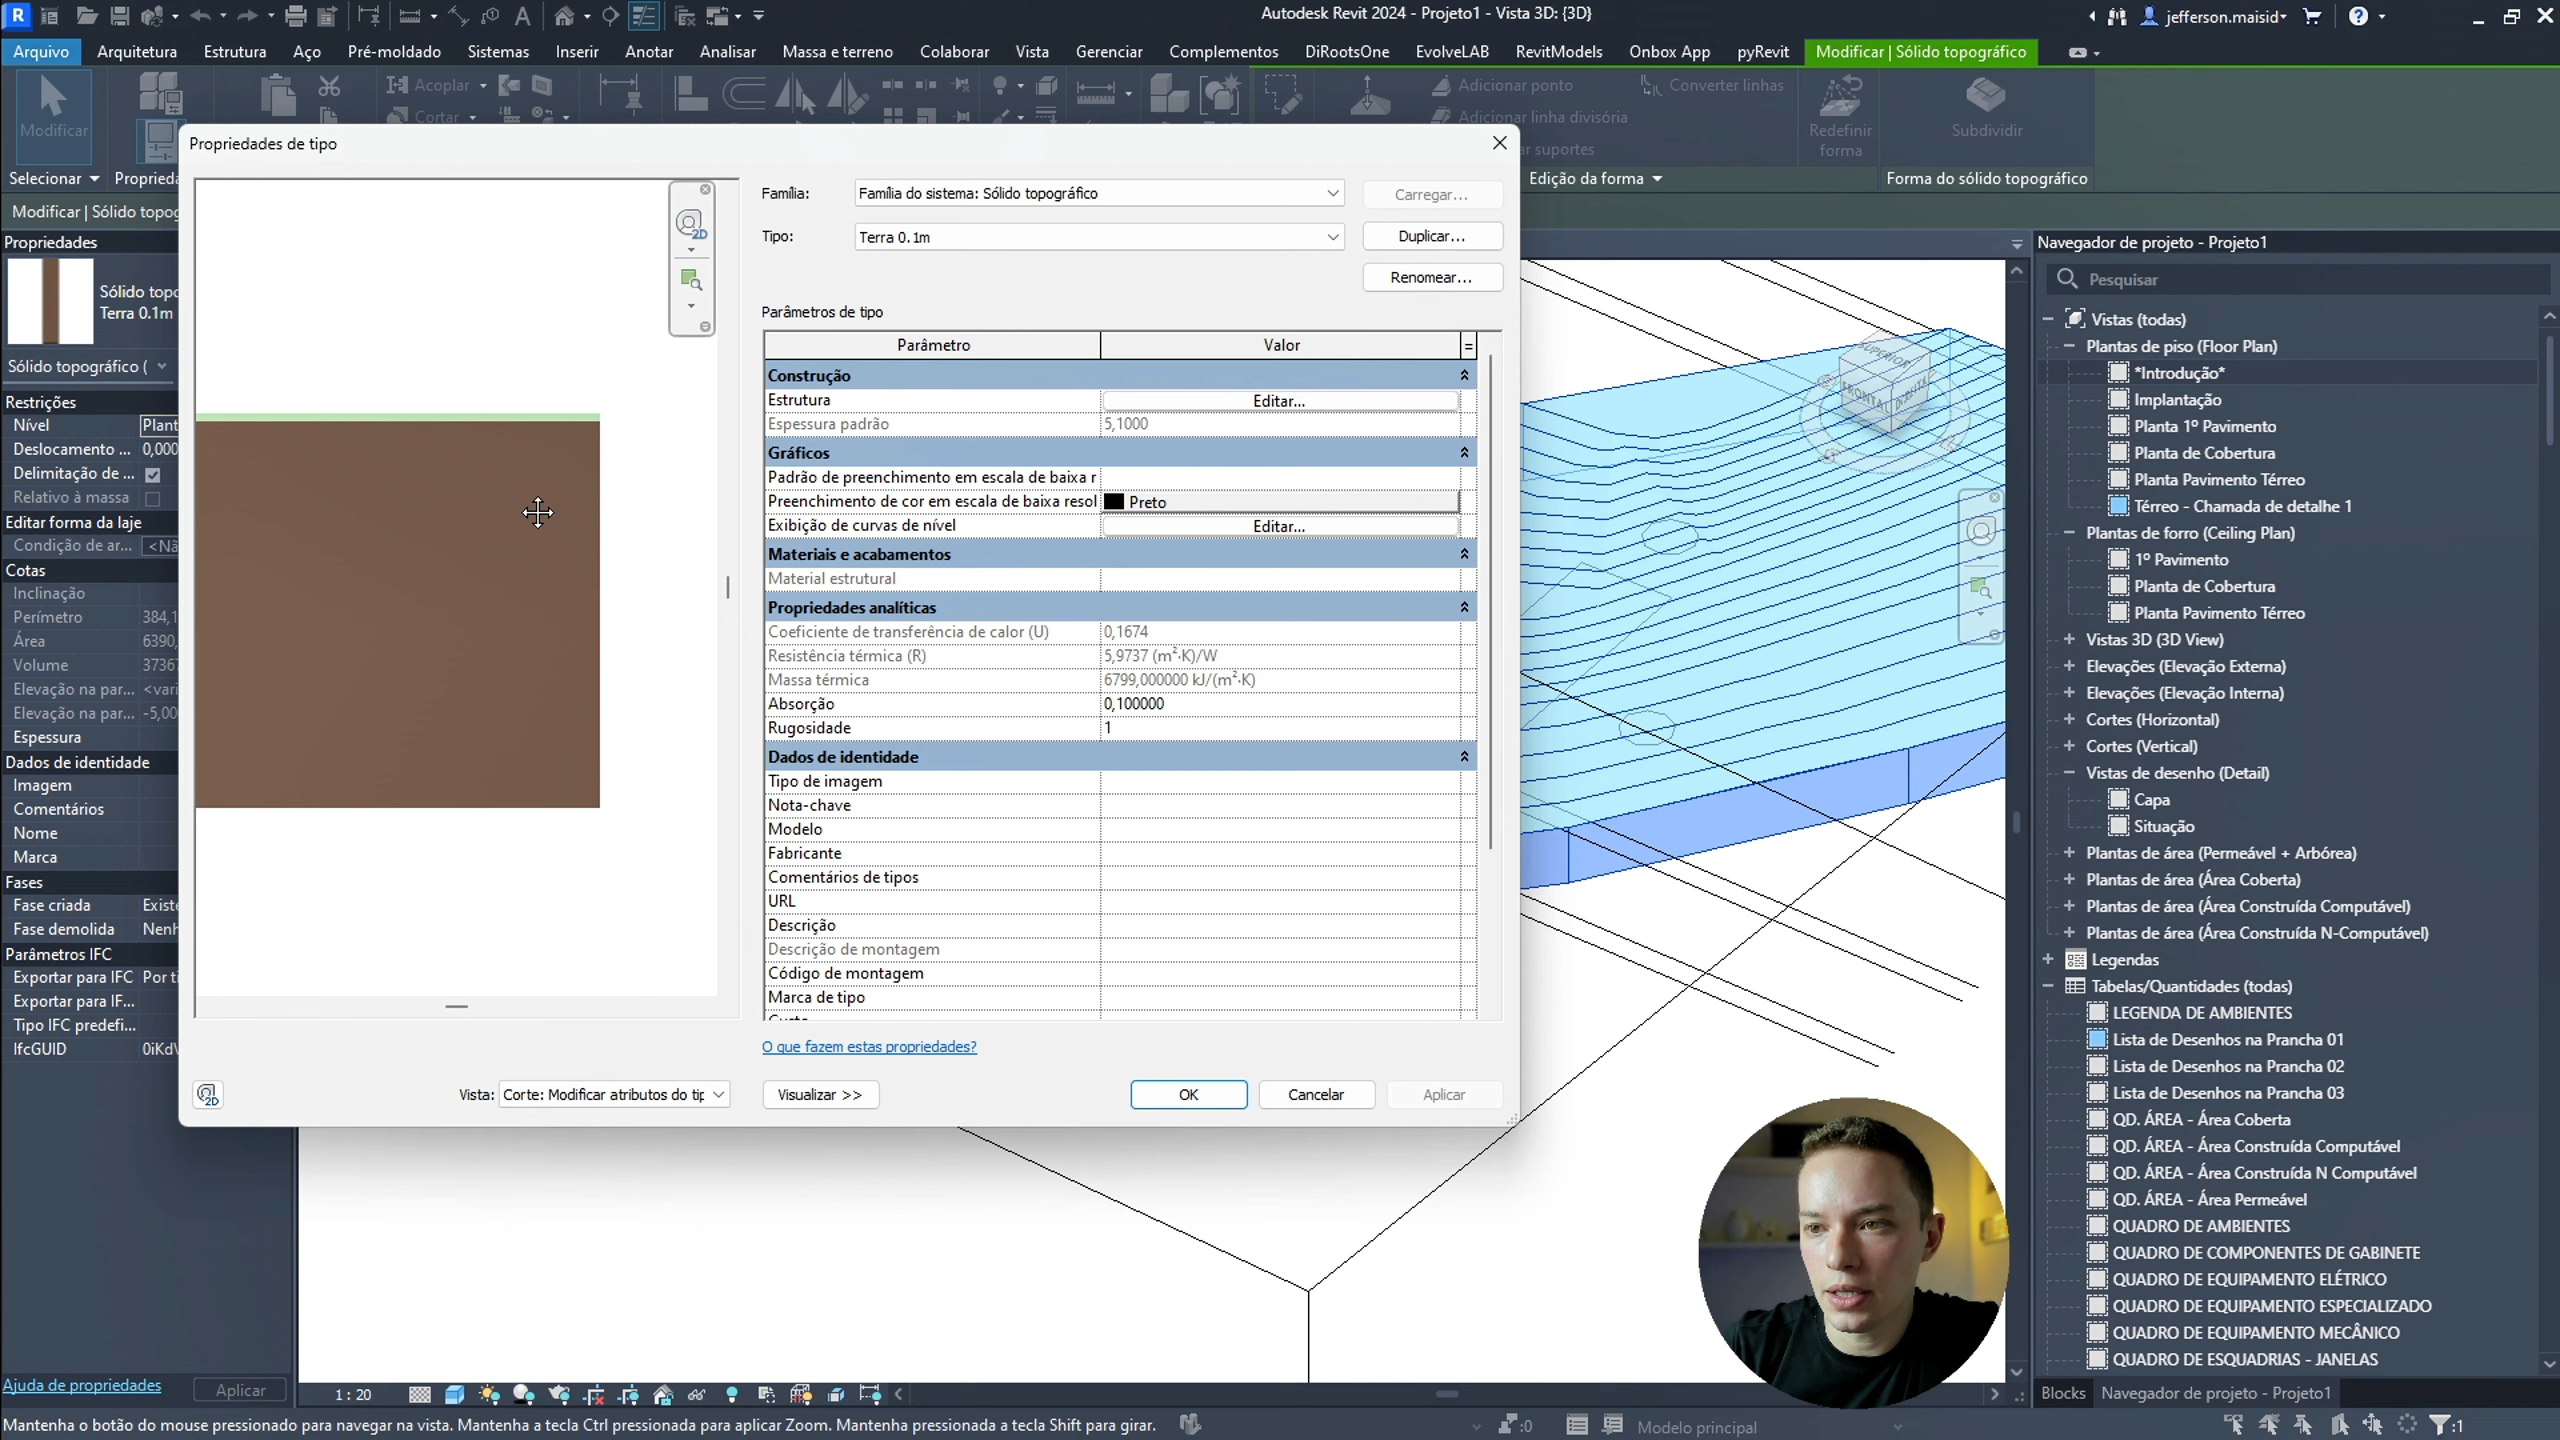 Autodesk Revit 2024 - Projeto1 - Vista 3D: {3D}
jefferson.maisid
Arquivo
Arquitetura
Estrutura
Aço
Pré-moldado
Sistemas
Inserir
Anotar
Analisar
Massa e terreno
Colaborar
Vista
Gerenciar
Complementos
DiRootsOne
EvolveLAB
RevitModels
Onbox App
pyRevit
Modificar | Sólido topográfico
Modificar
Acoplar
Cortar
Adicionar ponto
Converter linhas
Adicionar linha divisória
Redefinir
forma
Subdividir
suportes
Selecionar
Edição da forma
Forma do sólido topográfico
Propriedades de tipo
Família:
Família do sistema: Sólido topográfico
Carregar...
Tipo:
Terra 0.1m
Duplicar...
Renomear...
Parâmetros de tipo
Parâmetro
Valor
=
Construção
Estrutura
Editar...
Espessura padrão
5,1000
Gráficos
Padrão de preenchimento em escala de baixa r
Preenchimento de cor em escala de baixa resol
Preto
Exibição de curvas de nível
Editar...
Materiais e acabamentos
Material estrutural
Propriedades analíticas
Coeficiente de transferência de calor (U)
0,1674
Resistência térmica (R)
5,9737 (m²·K)/W
Massa térmica
6799,000000 kJ/(m²·K)
Absorção
0,100000
Rugosidade
1
Dados de identidade
Tipo de imagem
Nota-chave
Modelo
Fabricante
Comentários de tipos
URL
Descrição
Descrição de montagem
Código de montagem
Marca de tipo
O que fazem estas propriedades?
Vista:
Corte: Modificar atributos do tip
Visualizar >>
OK
Cancelar
Aplicar
Propriedades
Terra 0.1m
Sólido topográfico (
Restrições
Nível
Deslocamento ...
0,000
Delimitação de ...
Relativo à massa
Editar forma da laje
Condição de ar...
Cotas
Inclinação
Perímetro
384,1
Área
6390,
Volume
37367
Elevação na par...
<vari
Elevação na par...
-5,00
Espessura
Dados de identidade
Imagem
Comentários
Nome
Marca
Fases
Fase criada
Fase demolida
Parâmetros IFC
Exportar para IFC
Exportar para IF...
Tipo IFC predefi...
IfcGUID
Ajuda de propriedades
Aplicar
SUPERIOR
FRONTAL
DIREITA
Navegador de projeto - Projeto1
Pesquisar
Vistas (todas)
Plantas de piso (Floor Plan)
*Introdução*
Implantação
Planta 1º Pavimento
Planta de Cobertura
Planta Pavimento Térreo
Térreo - Chamada de detalhe 1
Plantas de forro (Ceiling Plan)
1º Pavimento
Planta de Cobertura
Planta Pavimento Térreo
Vistas 3D (3D View)
Elevações (Elevação Externa)
Elevações (Elevação Interna)
Cortes (Horizontal)
Cortes (Vertical)
Vistas de desenho (Detail)
Capa
Situação
Plantas de área (Permeável + Arbórea)
Plantas de área (Área Coberta)
Plantas de área (Área Construída Computável)
Plantas de área (Área Construída N-Computável)
Legendas
Tabelas/Quantidades (todas)
LEGENDA DE AMBIENTES
Lista de Desenhos na Prancha 01
Lista de Desenhos na Prancha 02
Lista de Desenhos na Prancha 03
QD. ÁREA - Área Coberta
QD. ÁREA - Área Construída Computável
QD. ÁREA - Área Construída N Computável
QD. ÁREA - Área Permeável
QUADRO DE AMBIENTES
QUADRO DE COMPONENTES DE GABINETE
QUADRO DE EQUIPAMENTO ELÉTRICO
QUADRO DE EQUIPAMENTO ESPECIALIZADO
QUADRO DE EQUIPAMENTO MECÂNICO
QUADRO DE ESQUADRIAS - JANELAS
Blocks
Navegador de projeto - Projeto1
1 : 20
Mantenha o botão do mouse pressionado para navegar na vista. Mantenha a tecla Ctrl pressionada para aplicar Zoom. Mantenha pressionada a tecla Shift para girar.
:0
Modelo principal
:1